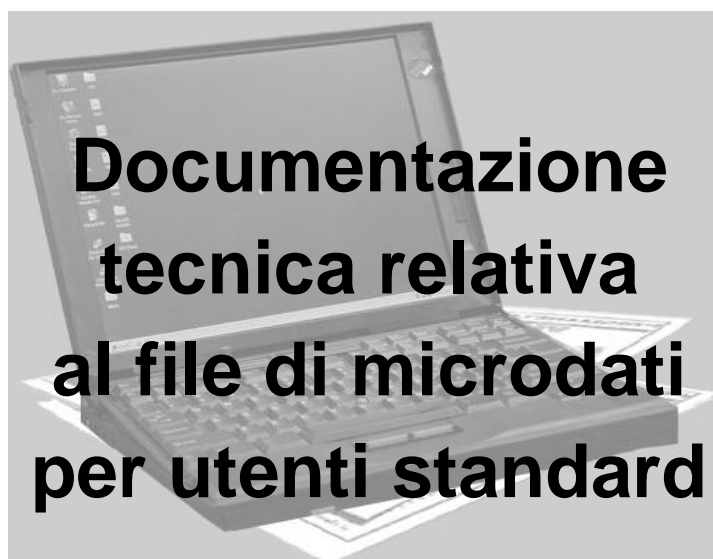 Documentazione
tecnica relativa
al file di microdati
per utenti standard